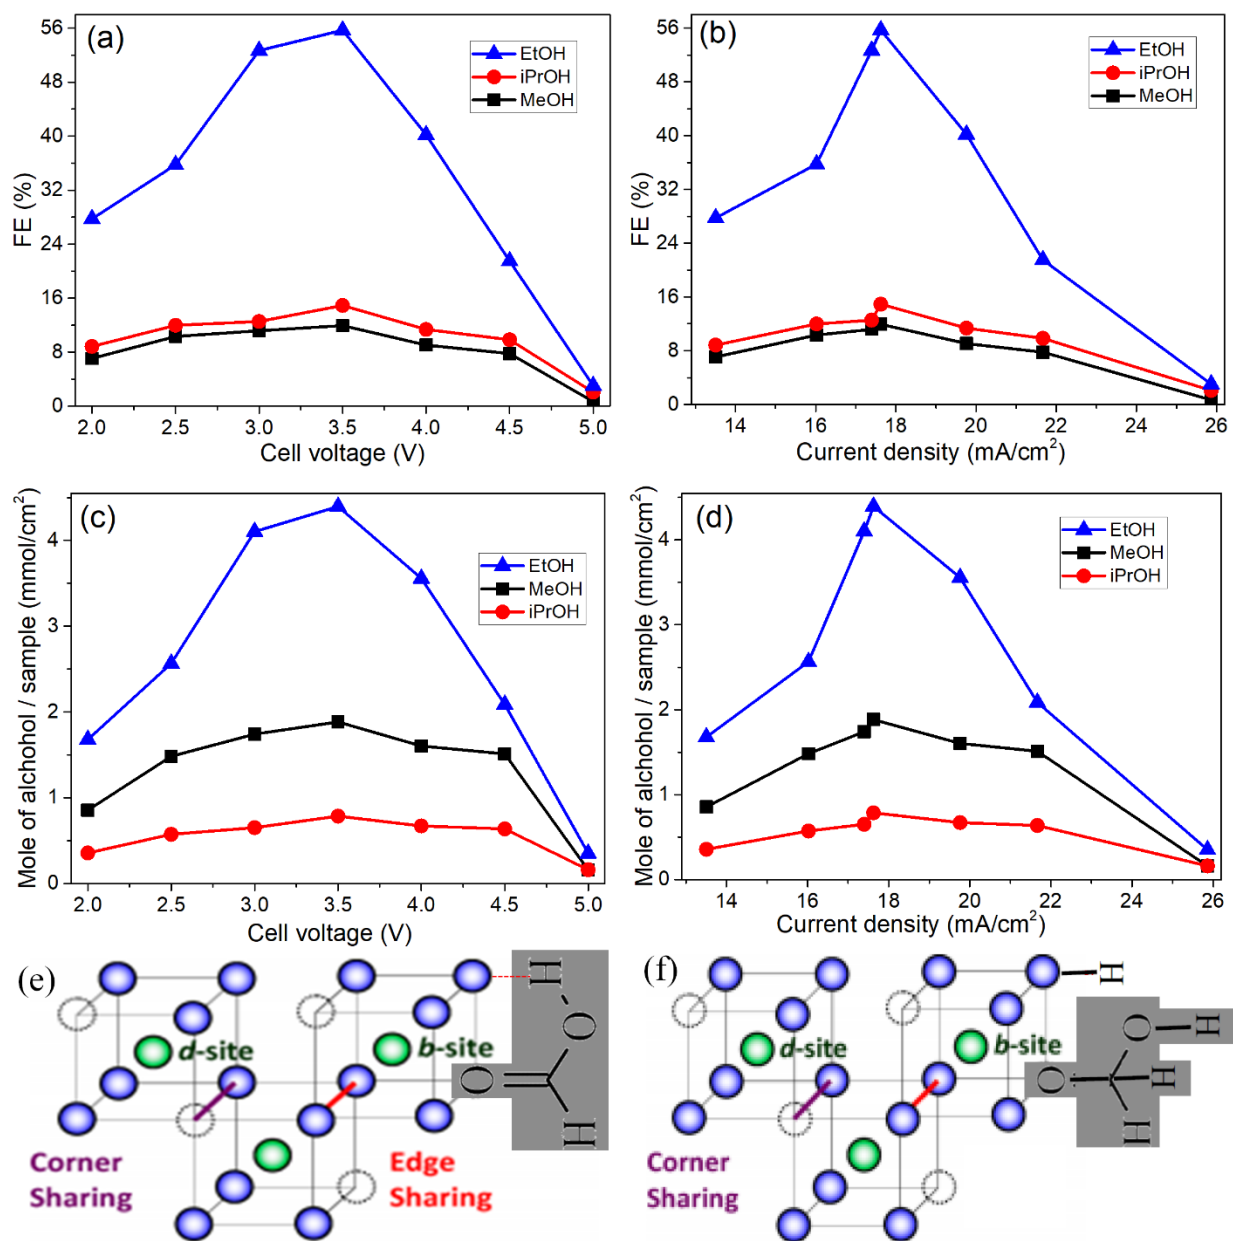 (a)
EtOH
iPrOH
MeOH
FE (%)
56
48
40
32
24
16
8
0
2.0 2.5 3.0 3.5 4.0 4.5 5.0
Cell voltage (V)
(b)
EtOH
iPrOH
MeOH
FE (%)
56
48
40
32
24
16
8
0
14 16 18 20 22 24 26
Current density (mA/cm²)
(c)
EtOH
MeOH
iPrOH
Mole of alchohol / sample (mmol/cm²)
4
3
2
1
0
2.0 2.5 3.0 3.5 4.0 4.5 5.0
Cell voltage (V)
(d)
EtOH
MeOH
iPrOH
Mole of alchohol / sample (mmol/cm²)
4
3
2
1
0
14 16 18 20 22 24 26
Current density (mA/cm²)
(e)
d-site
b-site
Corner
Sharing
Edge
Sharing
H
O
O
H
(f)
d-site
b-site
Corner
Sharing
H
O
H
O
H
H